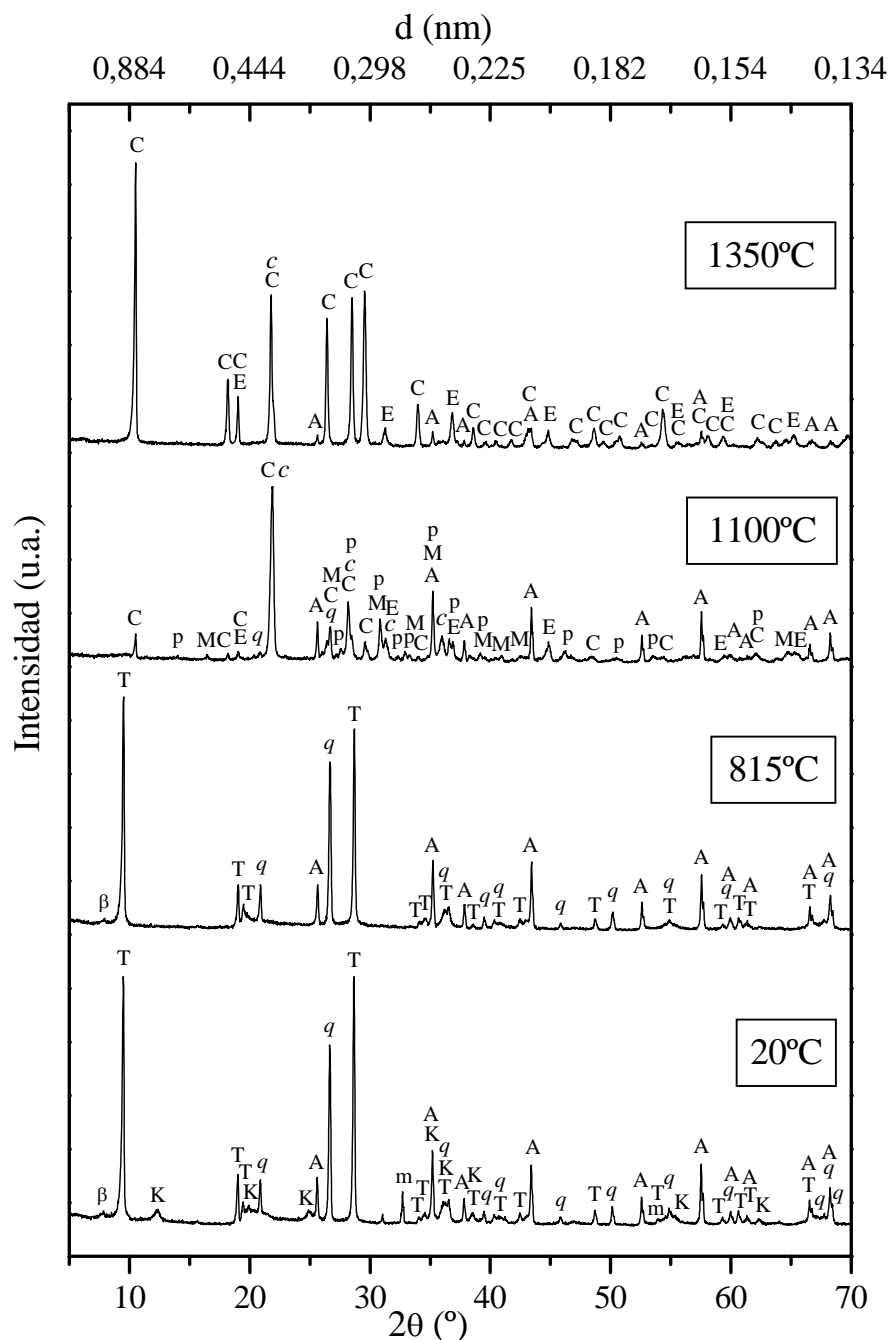 d (nm)
0,884 0,444 0,298 0,225 0,182 0,154 0,134
Intensidad (u.a.)
1350ºC
C
C C
E
c
C
A
C
C
C
E
C
A
E
A
C
C
C
C
C
A
E
C
C
C
C
A
C
C
E
C
A
C
C
C
E
E
C
C
E
A
A
1100ºC
C
p
M
C
C
E
q
C c
A
M
C
q
p
p
c
C
C
p
M
E
c
p
p
M
C
p
M
A
c
p
E
A
p
M
M
M
A
E
p
C
p
A
p
C
A
E
A
A
p
C
M
E
A
A
815ºC
β
T
T
T
q
A
q
T
T
T
A
q
T
A
T
q
q
T
T
A
q
T
q
A
q
T
A
T
A
q
T
A
T
A
T
A
q
20ºC
β
T
K
T
T
K
q
K
A
q
T
m
T
T
A
K
q
K
T
A
K
T
q
q
T
T
A
q
T
q
A
T
m
q
K
A
T
A
q
T
A
T
K
A
T
q
A
q
q
10 20 30 40 50 60 70
2θ (º)